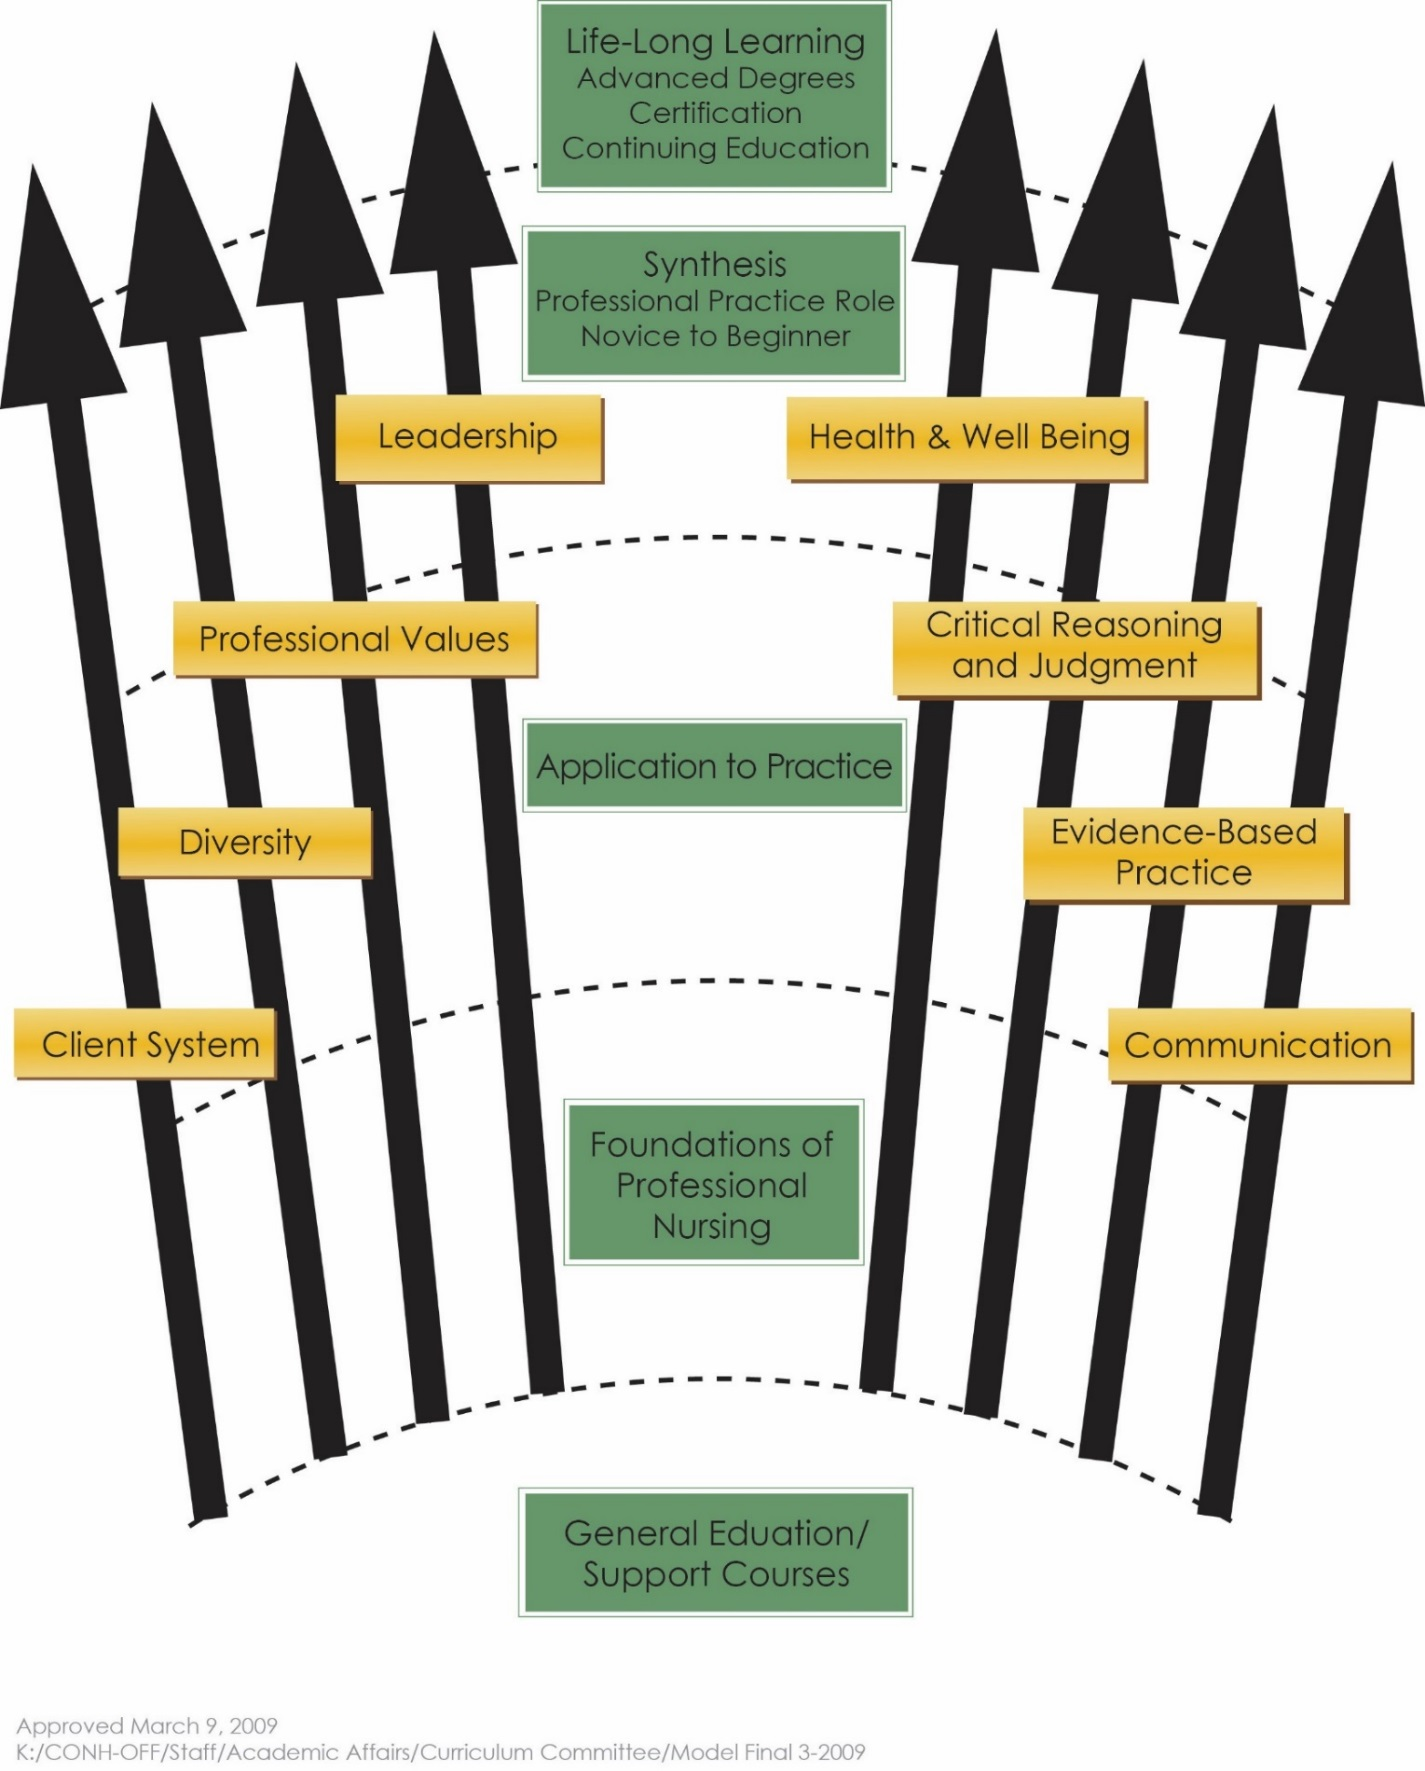 Life-Long Learning
Advanced Degrees
Certification
Continuing Education
Synthesis
Professional Practice Role
Novice to Beginner
Leadership
Health & Well Being
Professional Values
Critical Reasoning
and Judgment
Application to Practice
Diversity
Evidence-Based
Practice
Client System
Communication
Foundations of
Professional
Nursing
General Eduation/
Support Courses
Approved March 9, 2009
K:/CONH-OFF/Staff/Academic Affairs/Curriculum Committee/Model Final 3-2009